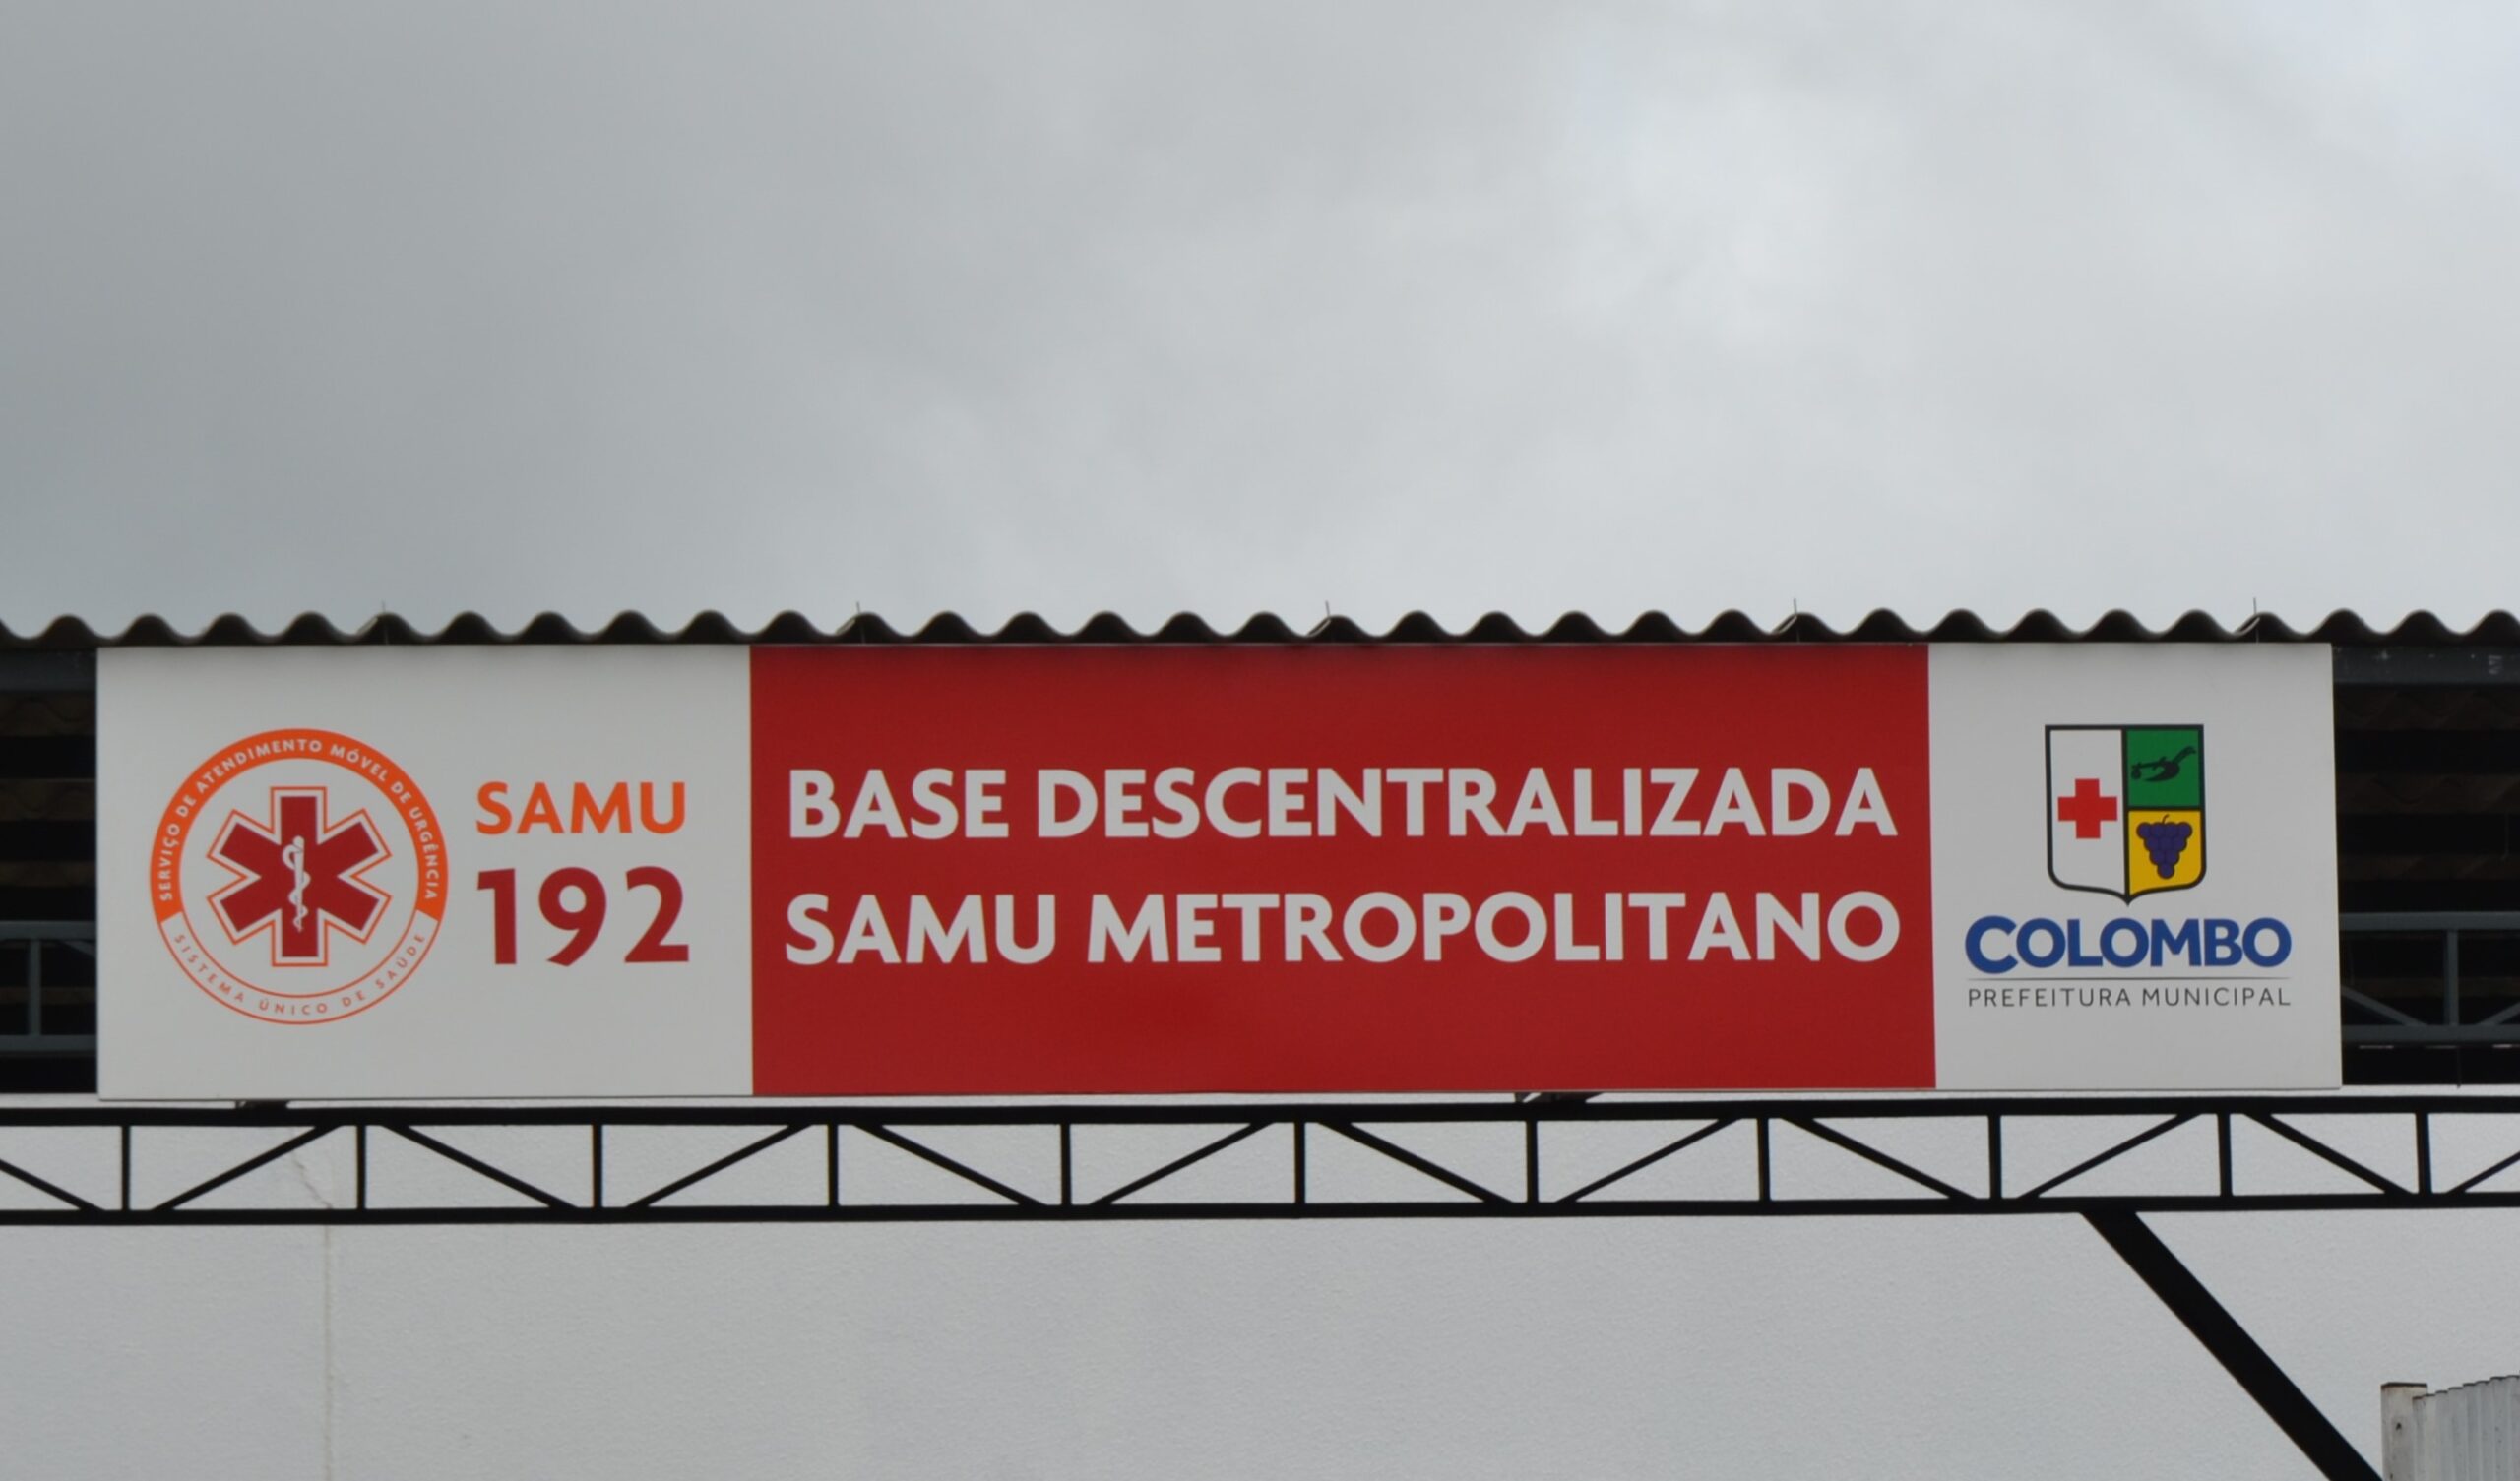 SERVIÇO DE ATENDIMENTO MÓVEL DE URGÊNCIA
SISTEMA ÚNICO DE SAÚDE
SAMU
192
BASE DESCENTRALIZADA
SAMU METROPOLITANO
COLOMBO
PREFEITURA MUNICIPAL